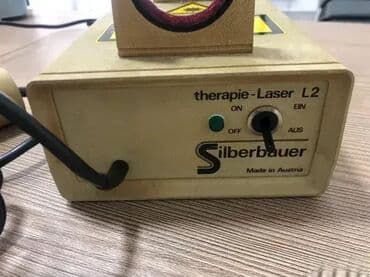 therapie-Laser L2
ON EIN
OFF AUS
Silberbauer
Made in Austria